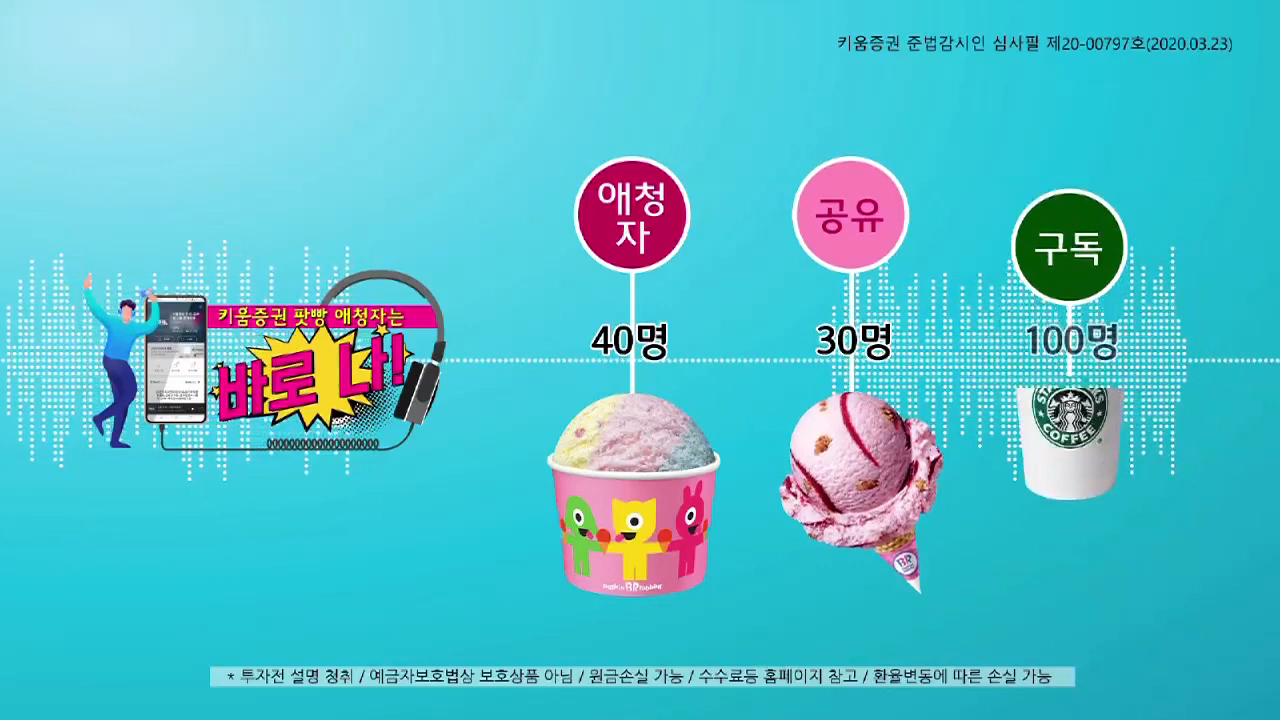 키움증권 준법감시인 심사필 제20-00797호(2020.03.23)
애청
자
공유
구독
키움증권 팟빵 애청자는
바로 나!
40명
30명
100명
COFFEE
BR
* 투자전 설명 청취 / 예금자보호법상 보호상품 아님 / 원금손실 가능 / 수수료등 홈페이지 참고 / 환율변동에 따른 손실 가능